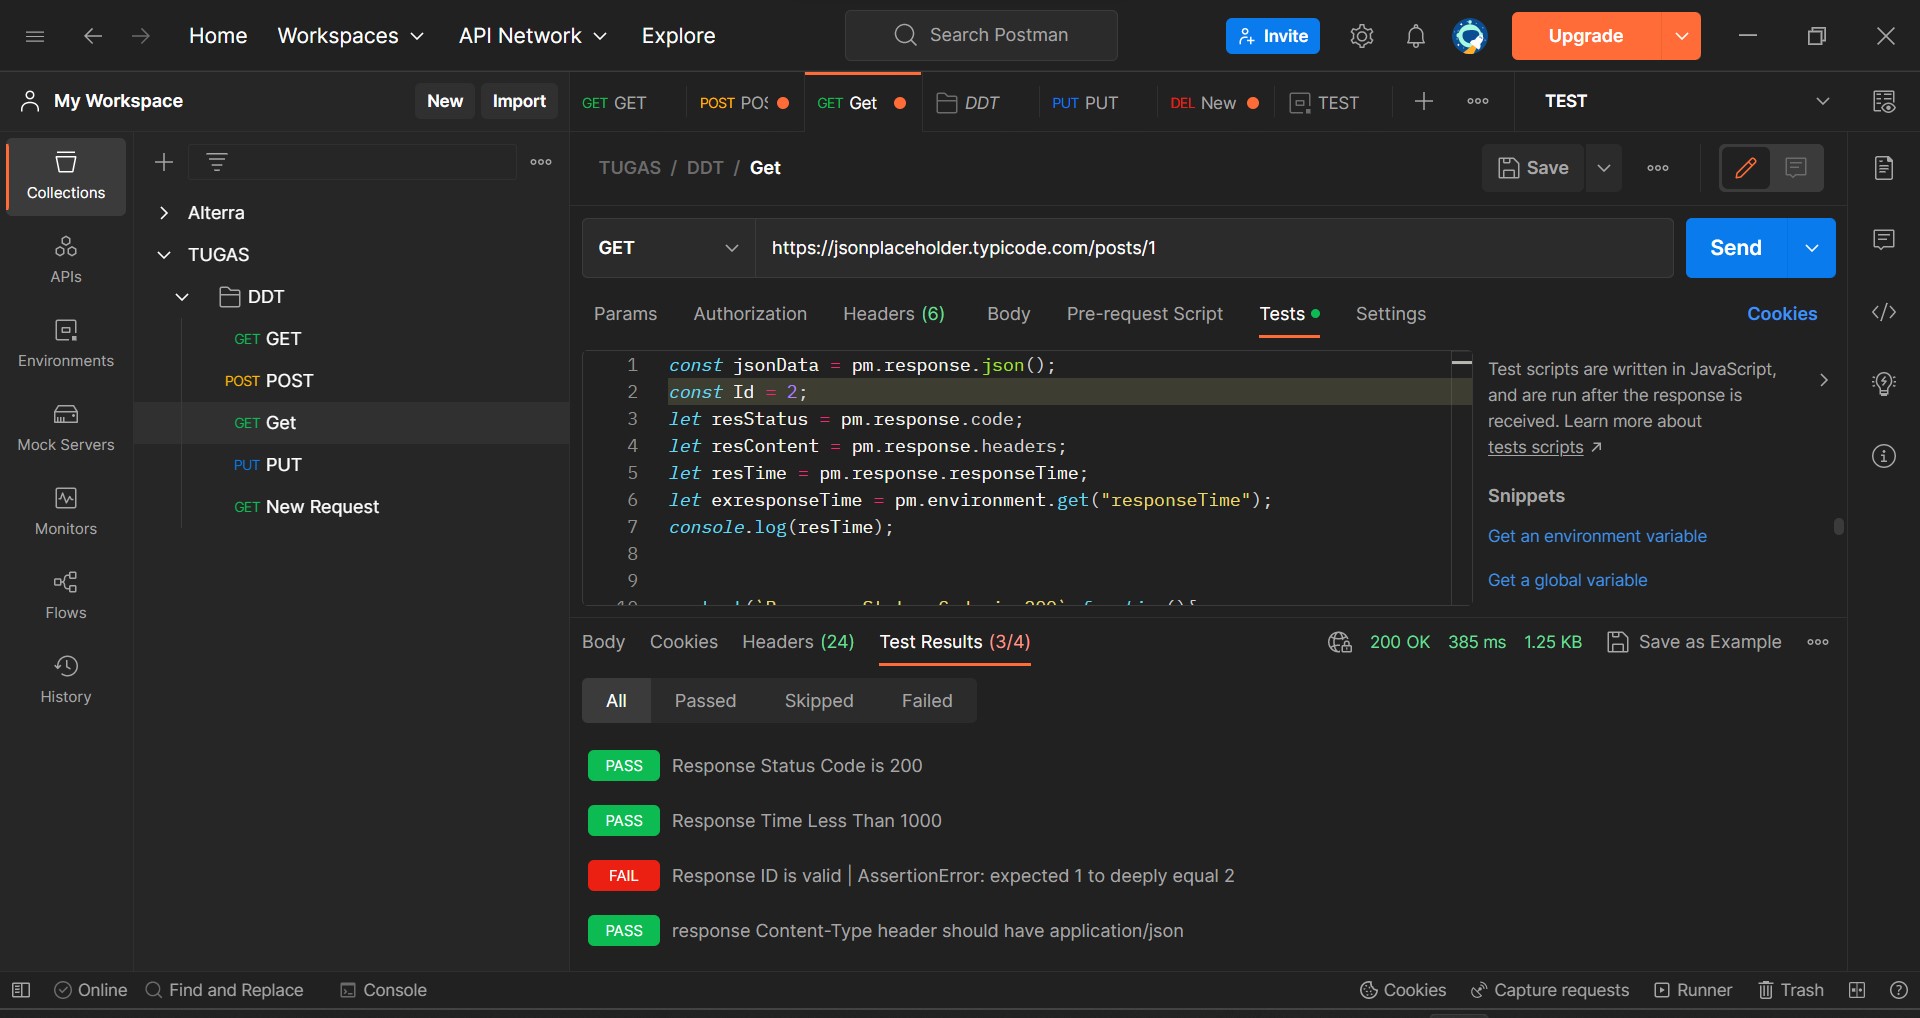 Home Workspaces API Network Explore
Search Postman
Invite
Upgrade
My Workspace
New Import
GET GET
POST POS
GET Get
DDT
PUT PUT
DEL New
TEST
TEST
Collections
APIs
Environments
Mock Servers
Monitors
Flows
History
Alterra
TUGAS
DDT
GET GET
POST POST
GET Get
PUT PUT
GET New Request
TUGAS / DDT / Get
Save
GET
https://jsonplaceholder.typicode.com/posts/1
Send
Params Authorization Headers (6) Body Pre-request Script Tests Settings
Cookies
1 const jsonData = pm.response.json();
2 const Id = 2;
3 let resStatus = pm.response.code;
4 let resContent = pm.response.headers;
5 let resTime = pm.response.responseTime;
6 let exresponseTime = pm.environment.get("responseTime");
7 console.log(resTime);
8
9
Test scripts are written in JavaScript,
and are run after the response is
received. Learn more about
tests scripts
Snippets
Get an environment variable
Get a global variable
Body Cookies Headers (24) Test Results (3/4)
200 OK 385 ms 1.25 KB Save as Example
All Passed Skipped Failed
PASS Response Status Code is 200
PASS Response Time Less Than 1000
FAIL Response ID is valid | AssertionError: expected 1 to deeply equal 2
PASS response Content-Type header should have application/json
Online Find and Replace Console
Cookies Capture requests Runner Trash